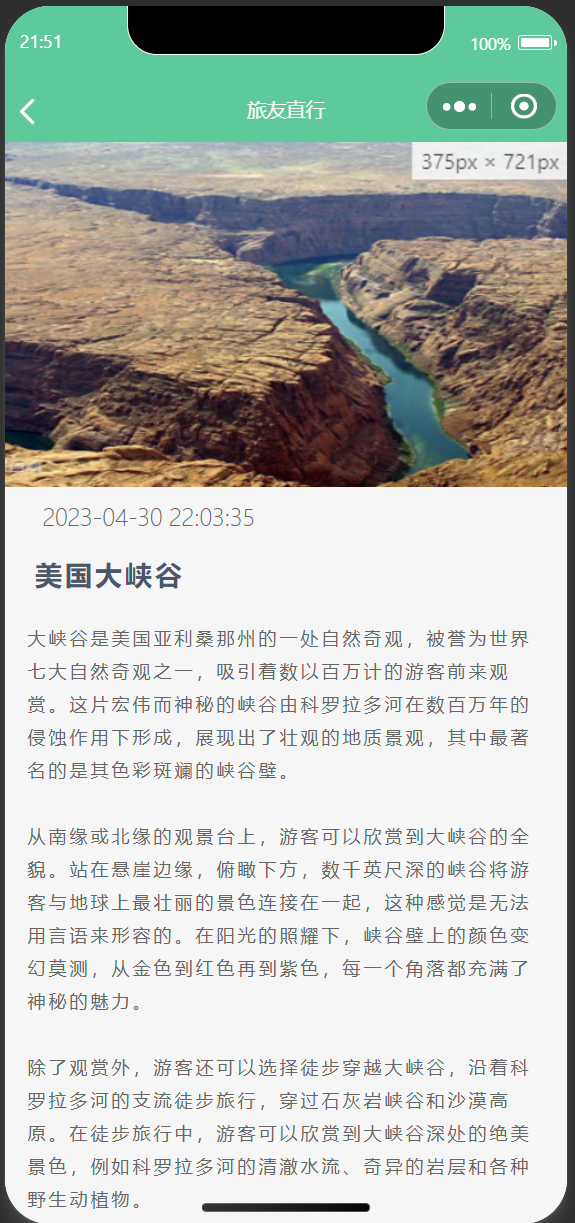 21:51
100%
旅友直行
375px × 721px
2023-04-30 22:03:35
美国大峡谷
大峡谷是美国亚利桑那州的一处自然奇观，被誉为世界
七大自然奇观之一，吸引着数以百万计的游客前来观
赏。这片宏伟而神秘的峡谷由科罗拉多河在数百万年的
侵蚀作用下形成，展现出了壮观的地质景观，其中最著
名的是其色彩斑斓的峡谷壁。
从南缘或北缘的观景台上，游客可以欣赏到大峡谷的全
貌。站在悬崖边缘，俯瞰下方，数千英尺深的峡谷将游
客与地球上最壮丽的景色连接在一起，这种感觉是无法
用言语来形容的。在阳光的照耀下，峡谷壁上的颜色变
幻莫测，从金色到红色再到紫色，每一个角落都充满了
神秘的魅力。
除了观赏外，游客还可以选择徒步穿越大峡谷，沿着科
罗拉多河的支流徒步旅行，穿过石灰岩峡谷和沙漠高
原。在徒步旅行中，游客可以欣赏到大峡谷深处的绝美
景色，例如科罗拉多河的清澈水流、奇异的岩层和各种
野生动植物。